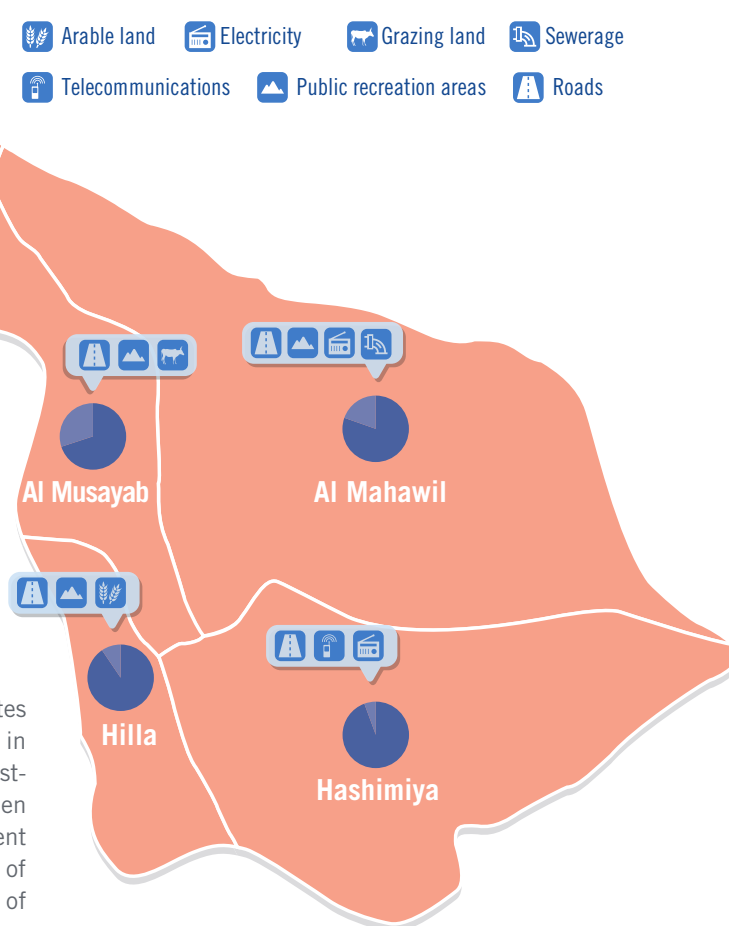 Arable land Electricity Grazing land Sewerage
Telecommunications Public recreation areas Roads
Al Musayab
Al Mahawil
Hilla
Hashimiya
tes
in
st-
en
ent
of
of